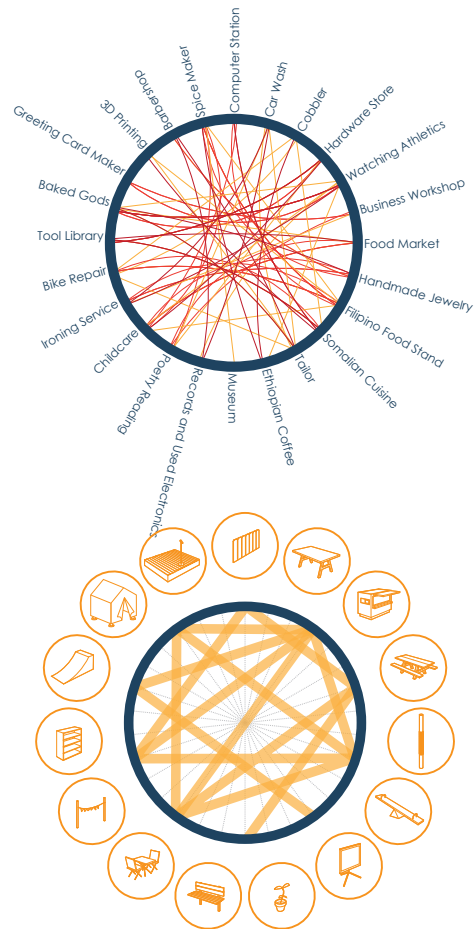 Computer Station
Car Wash
Cobbler
Hardware Store
Watching Athletics
Business Workshop
Food Market
Handmade Jewelry
Filipino Food Stand
Somalian Cuisine
Tailor
Ethiopian Coffee
Museum
Records and Used Electronics
Poetry Reading
Childcare
Ironing Service
Bike Repair
Tool Library
Baked Gods
Greeting Card Maker
3D Printing
Barbershop
Spice Maker